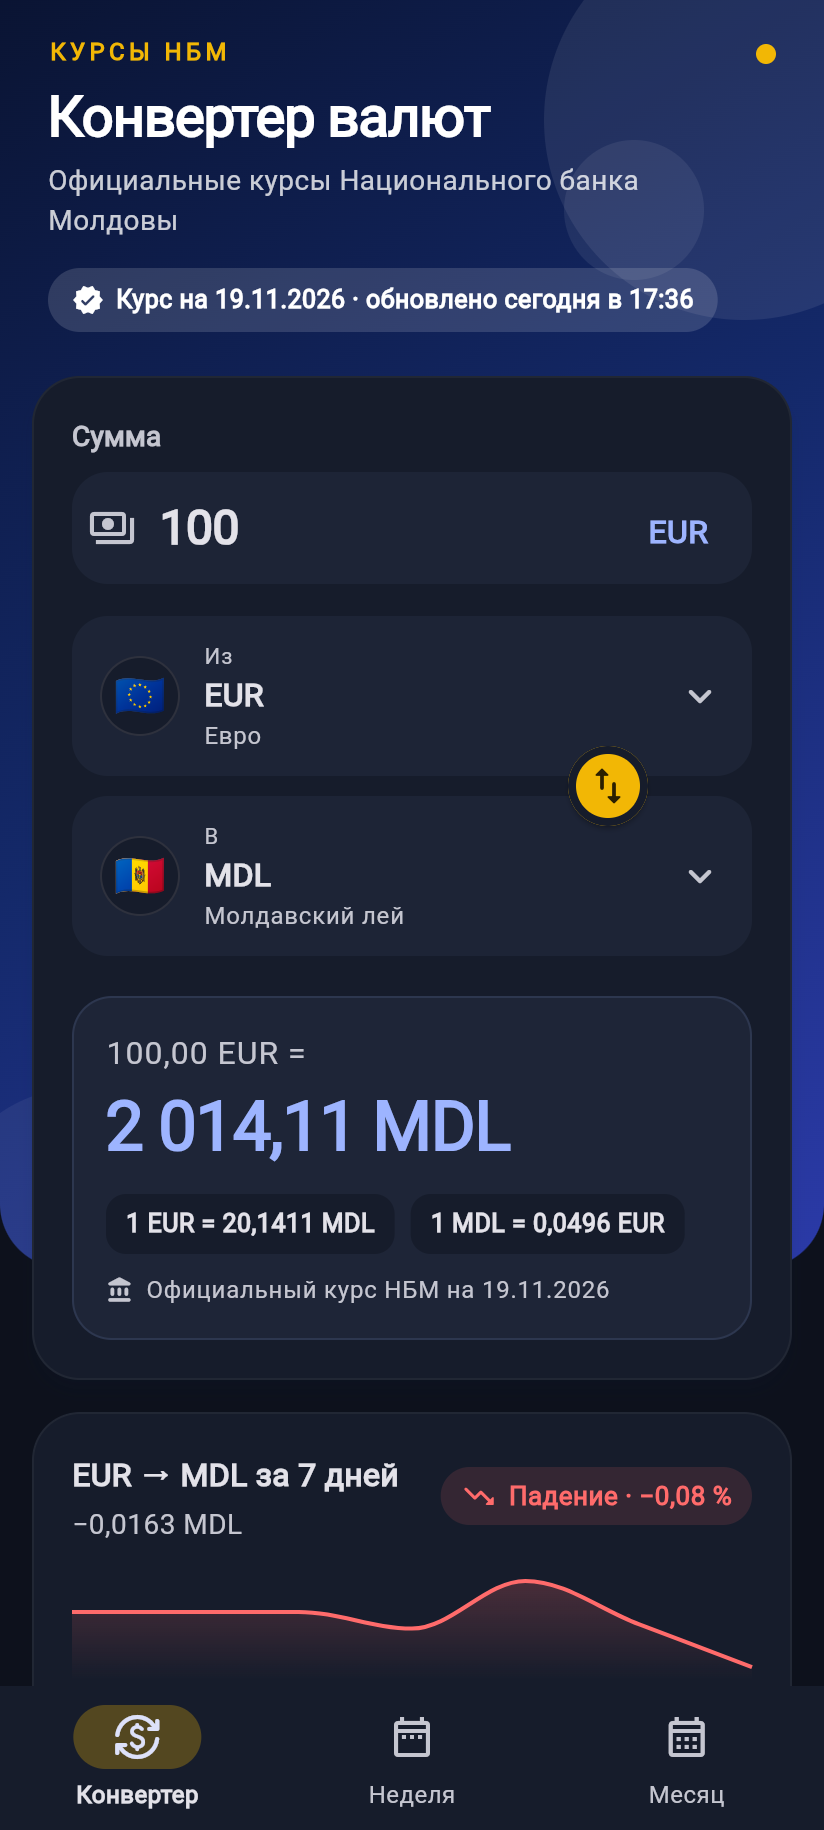 КУРСЫ НБМ
Конвертер валют
Официальные курсы Национального банка
Молдовы
Курс на 19.11.2026 · обновлено сегодня в 17:36
Сумма
100
EUR
Из
EUR
Евро
В
MDL
Молдавский лей
100,00 EUR =
2 014,11 MDL
1 EUR = 20,1411 MDL
1 MDL = 0,0496 EUR
Официальный курс НБМ на 19.11.2026
EUR → MDL за 7 дней
Падение · −0,08 %
−0,0163 MDL
Конвертер
Неделя
Месяц